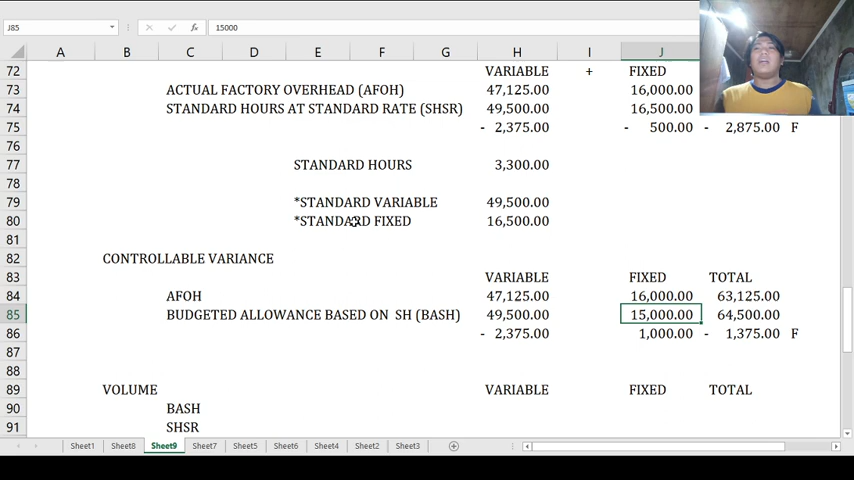 J85 fx 15000
A B C D E F G H I J
72 VARIABLE + FIXED
73 ACTUAL FACTORY OVERHEAD (AFOH) 47,125.00 16,000.00
74 STANDARD HOURS AT STANDARD RATE (SHSR) 49,500.00 16,500.00
75 - 2,375.00 - 500.00 - 2,875.00 F
76
77 STANDARD HOURS 3,300.00
78
79 *STANDARD VARIABLE 49,500.00
80 *STANDARD FIXED 16,500.00
81
82 CONTROLLABLE VARIANCE
83 VARIABLE FIXED TOTAL
84 AFOH 47,125.00 16,000.00 63,125.00
85 BUDGETED ALLOWANCE BASED ON SH (BASH) 49,500.00 15,000.00 64,500.00
86 - 2,375.00 1,000.00 - 1,375.00 F
87
88
89 VOLUME VARIABLE FIXED TOTAL
90 BASH
91 SHSR
Sheet1 Sheet8 Sheet9 Sheet7 Sheet5 Sheet6 Sheet4 Sheet2 Sheet3